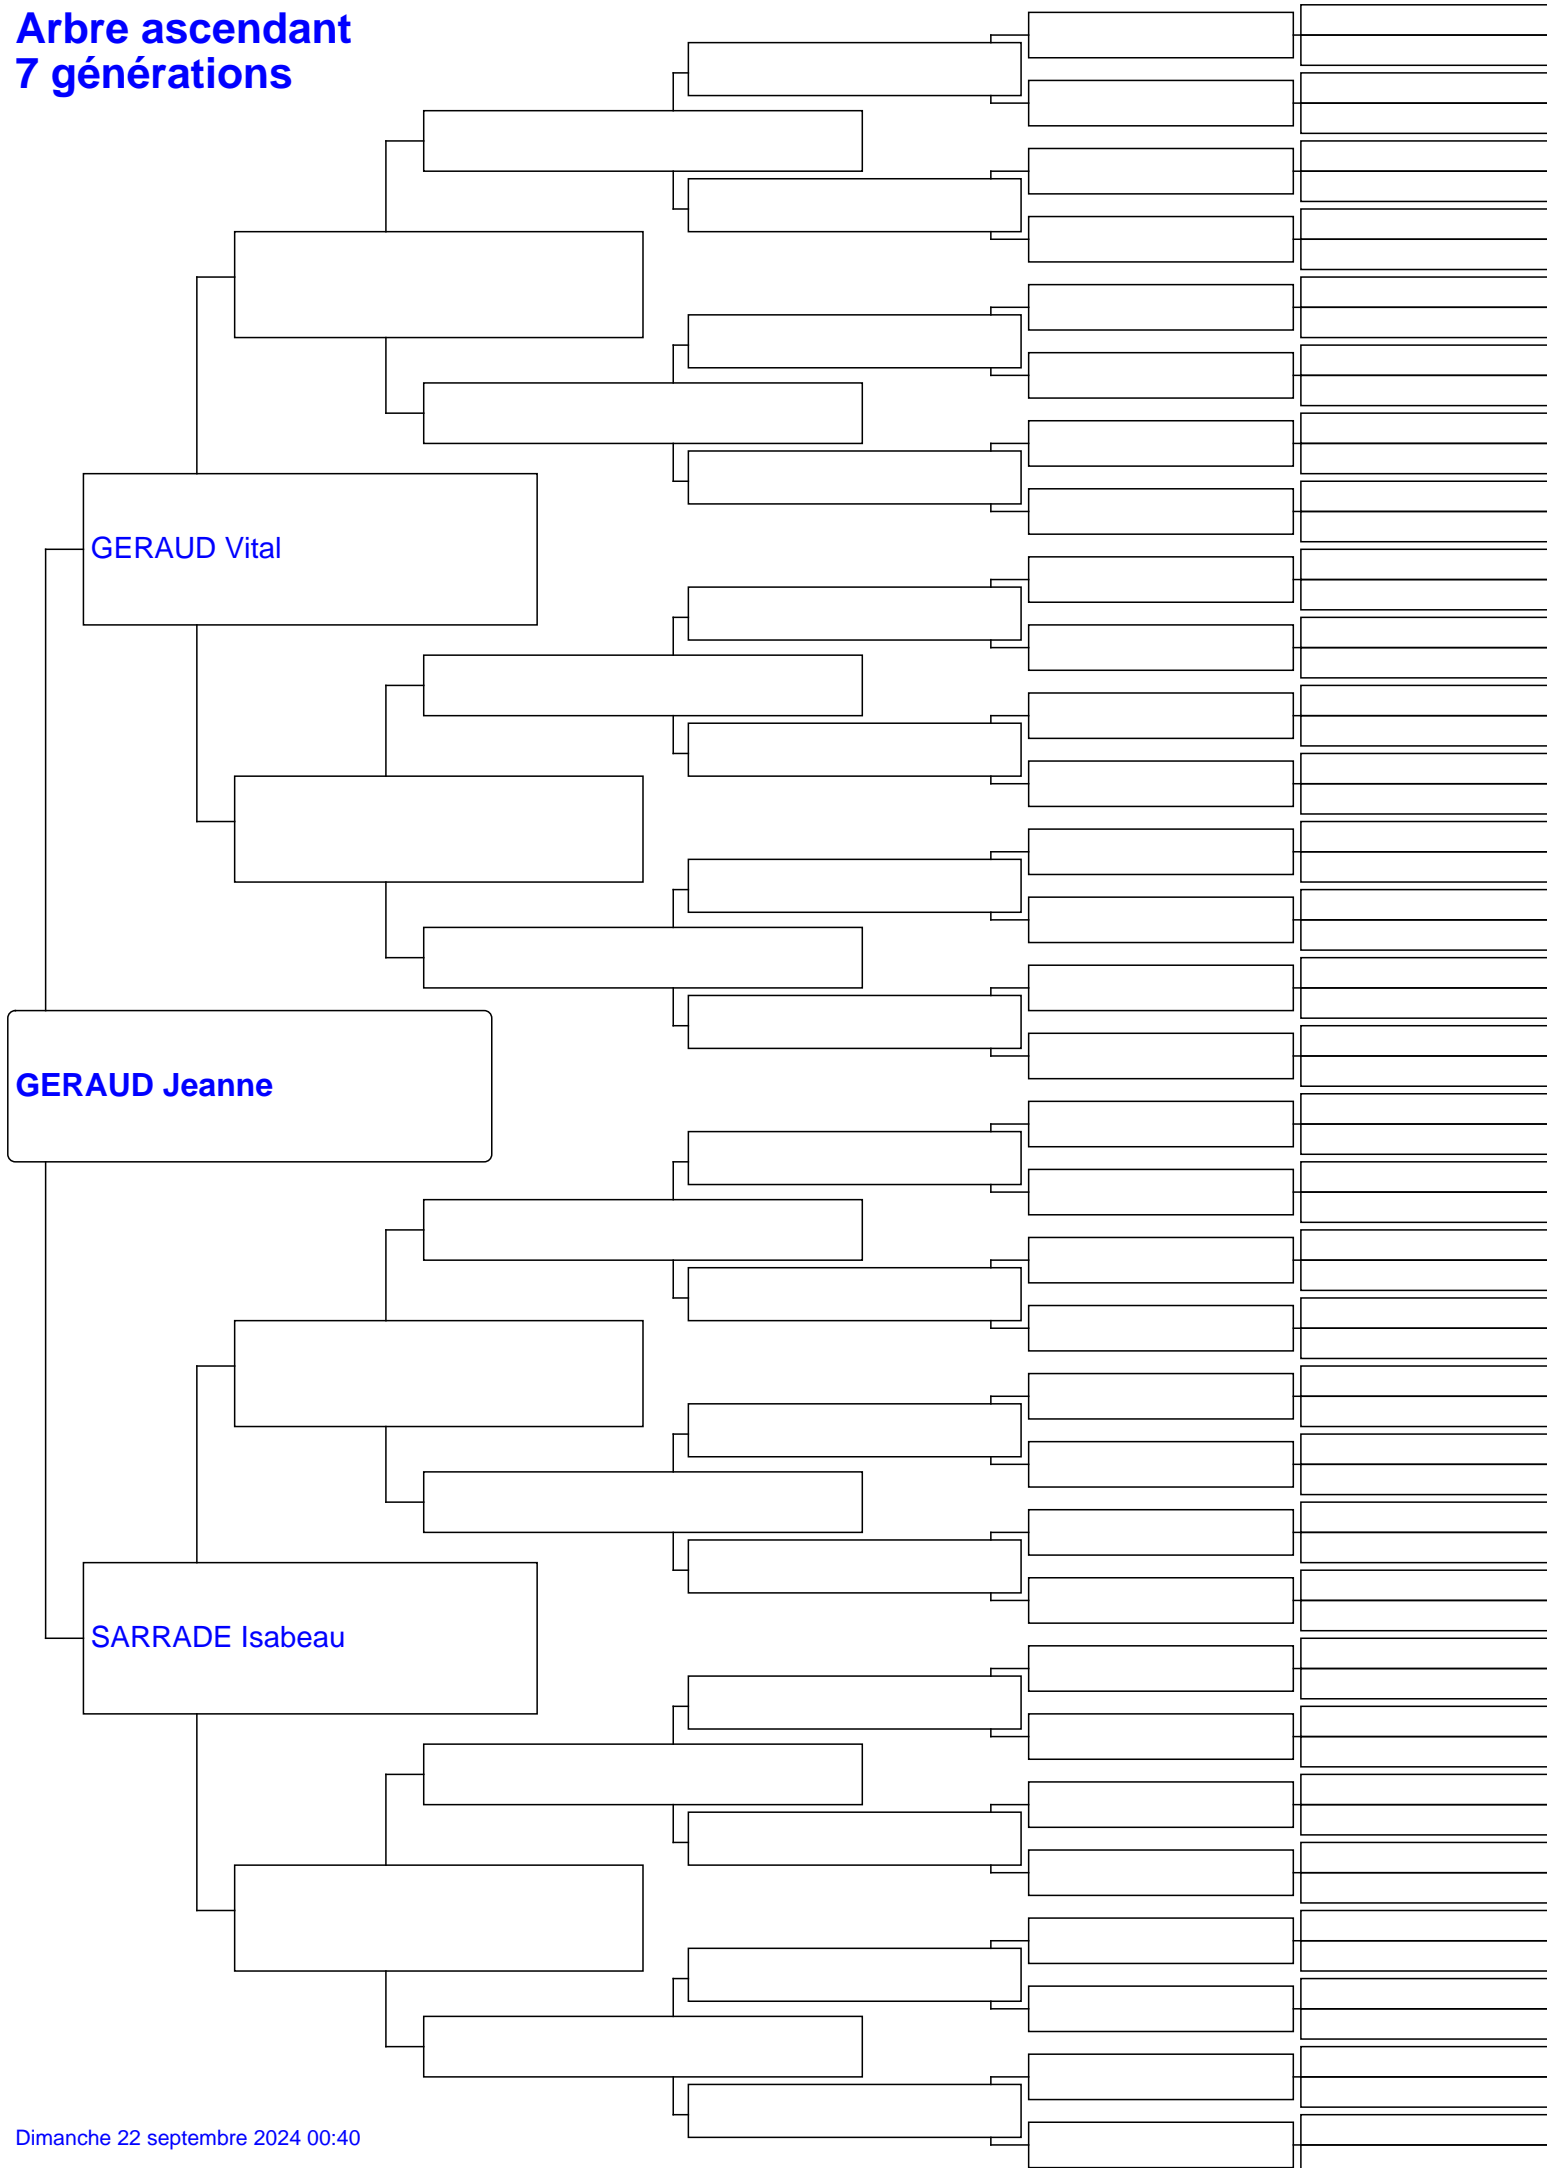 Arbre ascendant
7 générations
GERAUD Vital
GERAUD Jeanne
SARRADE Isabeau
Dimanche 22 septembre 2024 00:40